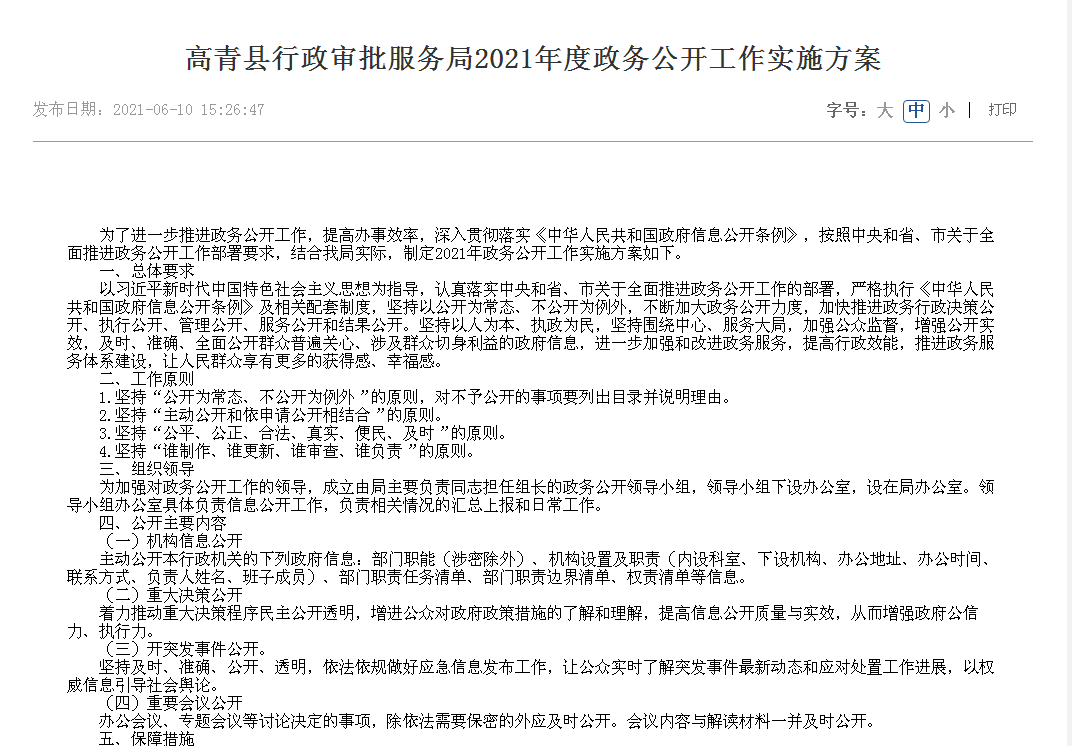 高青县行政审批服务局2021年度政务公开工作实施方案
发布日期：2021-06-10 15:26:47 字号：大 中 小 | 打印
为了进一步推进政务公开工作，提高办事效率，深入贯彻落实《中华人民共和国政府信息公开条例》，按照中央和省、市关于全
面推进政务公开工作部署要求，结合我局实际，制定2021年政务公开工作实施方案如下。
一、总体要求
以习近平新时代中国特色社会主义思想为指导，认真落实中央和省、市关于全面推进政务公开工作的部署，严格执行《中华人民
共和国政府信息公开条例》及相关配套制度，坚持以公开为常态、不公开为例外，不断加大政务公开力度，加快推进政务行政决策公
开、执行公开、管理公开、服务公开和结果公开。坚持以人为本、执政为民，坚持围绕中心、服务大局，加强公众监督，增强公开实
效，及时、准确、全面公开群众普遍关心、涉及群众切身利益的政府信息，进一步加强和改进政务服务，提高行政效能，推进政务服
务体系建设，让人民群众享有更多的获得感、幸福感。
二、工作原则
1.坚持“公开为常态、不公开为例外”的原则，对不予公开的事项要列出目录并说明理由。
2.坚持“主动公开和依申请公开相结合”的原则。
3.坚持“公平、公正、合法、真实、便民、及时”的原则。
4.坚持“谁制作、谁更新、谁审查、谁负责”的原则。
三、组织领导
为加强对政务公开工作的领导，成立由局主要负责同志担任组长的政务公开领导小组，领导小组下设办公室，设在局办公室。领
导小组办公室具体负责信息公开工作，负责相关情况的汇总上报和日常工作。
四、公开主要内容
（一）机构信息公开
主动公开本行政机关的下列政府信息：部门职能（涉密除外）、机构设置及职责（内设科室、下设机构、办公地址、办公时间、
联系方式、负责人姓名、班子成员）、部门职责任务清单、部门职责边界清单、权责清单等信息。
（二）重大决策公开
着力推动重大决策程序民主公开透明，增进公众对政府政策措施的了解和理解，提高信息公开质量与实效，从而增强政府公信
力、执行力。
（三）开突发事件公开。
坚持及时、准确、公开、透明，依法依规做好应急信息发布工作，让公众实时了解突发事件最新动态和应对处置工作进展，以权
威信息引导社会舆论。
（四）重要会议公开
办公会议、专题会议等讨论决定的事项，除依法需要保密的外应及时公开。会议内容与解读材料一并及时公开。
五、保障措施